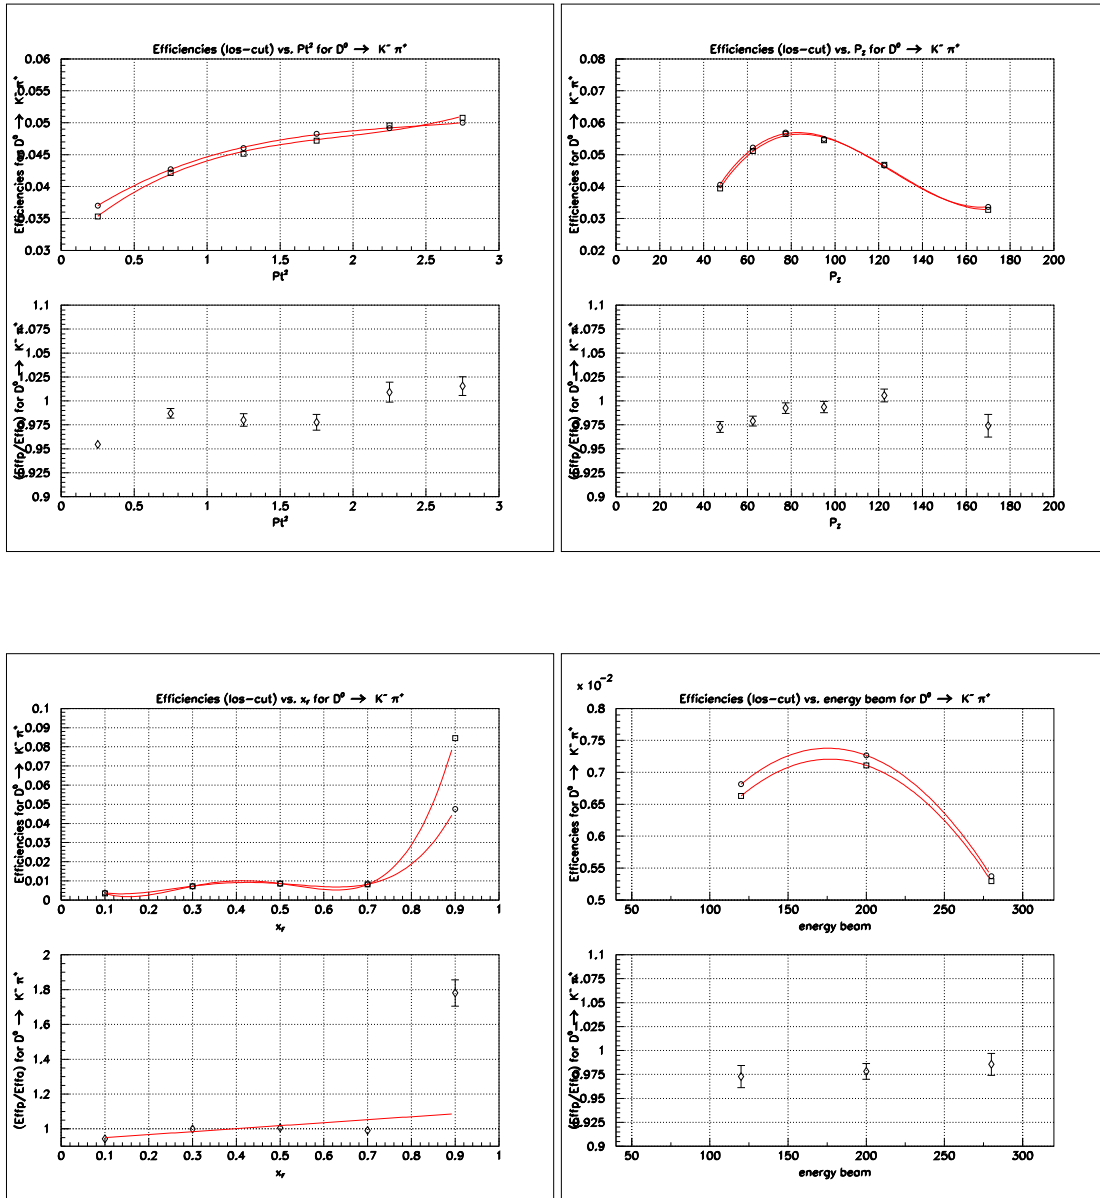 Efficiencies (los-cut) vs. Pt² for D⁰ → K⁻ π⁺
Efficiencies for D⁰ → K⁻ π⁺
0.06
0.055
0.05
0.045
0.04
0.035
0.03
0 0.5 1 1.5 2 2.5 3
Pt²
(Effp/Effa) for D⁰ → K⁻ π⁺
1.1
1.075
1.05
1.025
1
0.975
0.95
0.925
0.9
0 0.5 1 1.5 2 2.5 3
Pt²
Efficiencies (los-cut) vs. P_z for D⁰ → K⁻ π⁺
Efficiencies for D⁰ → K⁻ π⁺
0.08
0.07
0.06
0.05
0.04
0.03
0.02
0 20 40 60 80 100 120 140 160 180 200
P_z
(Effp/Effa) for D⁰ → K⁻ π⁺
1.1
1.075
1.05
1.025
1
0.975
0.95
0.925
0.9
0 20 40 60 80 100 120 140 160 180 200
P_z
Efficiencies (los-cut) vs. x_F for D⁰ → K⁻ π⁺
Efficiencies for D⁰ → K⁻ π⁺
0.1
0.09
0.08
0.07
0.06
0.05
0.04
0.03
0.02
0.01
0
0 0.1 0.2 0.3 0.4 0.5 0.6 0.7 0.8 0.9 1
x_F
(Effp/Effa) for D⁰ → K⁻ π⁺
2
1.8
1.6
1.4
1.2
1
0 0.1 0.2 0.3 0.4 0.5 0.6 0.7 0.8 0.9 1
x_F
x 10⁻²
Efficiencies (los-cut) vs. energy beam for D⁰ → K⁻ π⁺
Efficencies for D⁰ → K⁻ π⁺
0.8
0.75
0.7
0.65
0.6
0.55
0.5
50 100 150 200 250 300
energy beam
(Effp/Effa) for D⁰ → K⁻ π⁺
1.1
1.075
1.05
1.025
1
0.975
0.95
0.925
0.9
50 100 150 200 250 300
energy beam